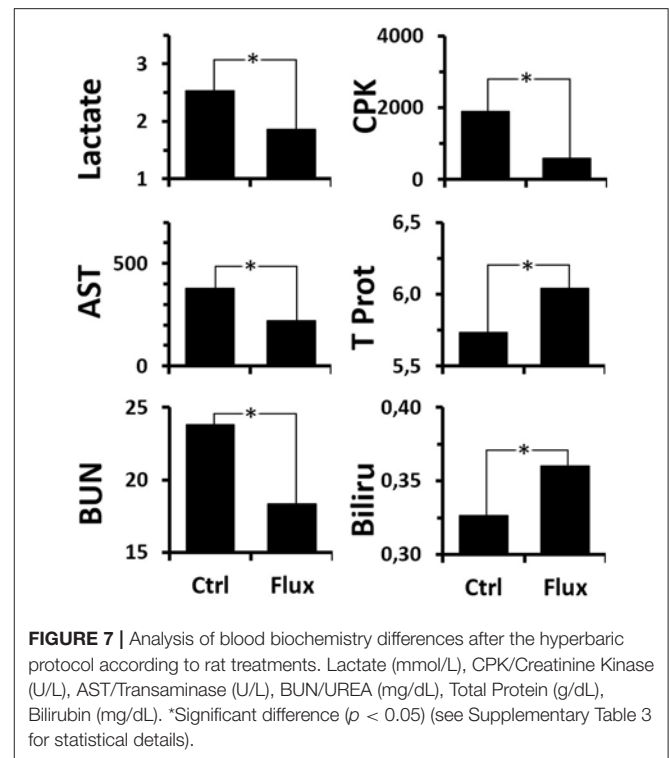 Lactate
3
2
1
*
CPK
4000
2000
0
*
AST
500
0
*
T Prot
6,5
6,0
5,5
*
BUN
25
20
15
*
Ctrl Flux
Biliru
0,40
0,35
0,30
*
Ctrl Flux
FIGURE 7 | Analysis of blood biochemistry differences after the hyperbaric
protocol according to rat treatments. Lactate (mmol/L), CPK/Creatinine Kinase
(U/L), AST/Transaminase (U/L), BUN/UREA (mg/dL), Total Protein (g/dL),
Bilirubin (mg/dL). *Significant difference (p < 0.05) (see Supplementary Table 3
for statistical details).